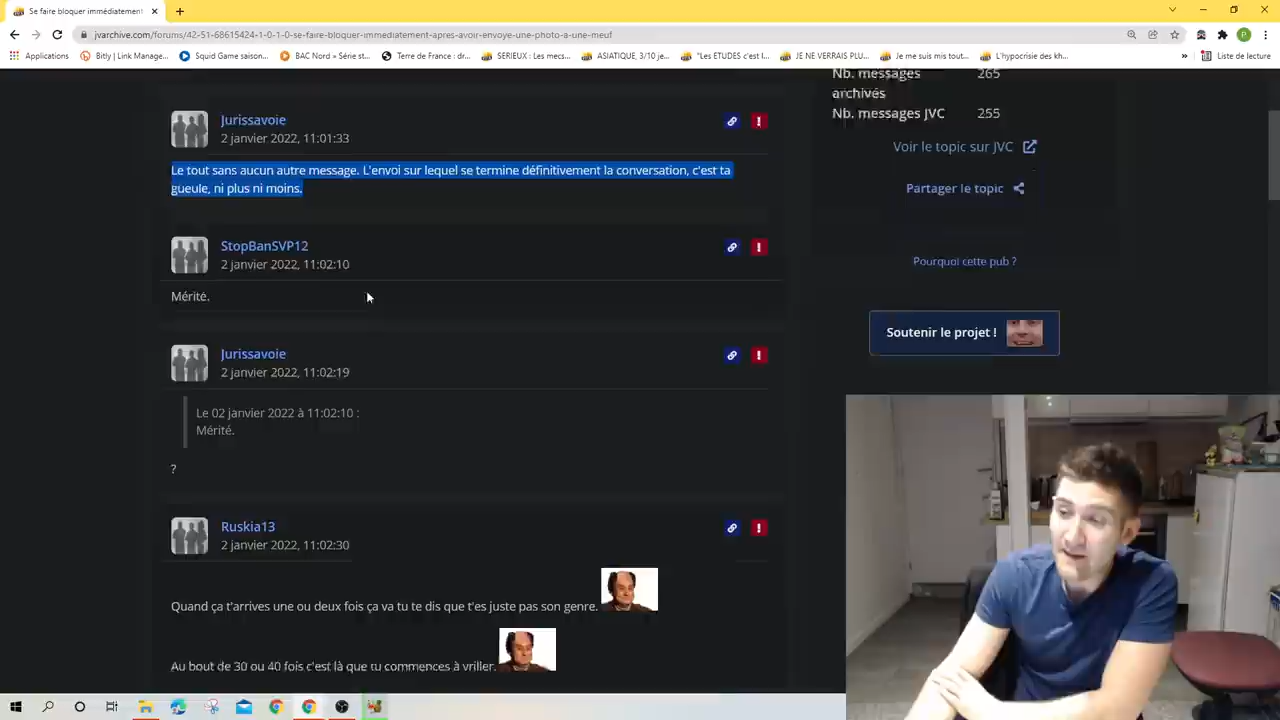 Se faire bloquer immédiatement
jvarchive.com/forums/42-51-68615424-1-0-1-0-se-faire-bloquer-immediatement-apres-avoir-envoye-une-photo-a-une-meuf
P
Applications
Bitly | Link Manage...
Squid Game saison...
BAC Nord » Série st...
Terre de France : dr...
SERIEUX : Les mecs...
ASIATIQUE, 3/10 je...
"Les ETUDES c'est l...
JE NE VERRAIS PLU...
Je me suis mis tout...
L'hypocrisie des kh...
»
Liste de lecture
Nb. messages 265
archivés
Nb. messages JVC 255
Voir le topic sur JVC
Partager le topic
Pourquoi cette pub ?
Soutenir le projet !
Jurissavoie
2 janvier 2022, 11:01:33
Le tout sans aucun autre message. L'envoi sur lequel se termine définitivement la conversation, c'est ta
gueule, ni plus ni moins.
StopBanSVP12
2 janvier 2022, 11:02:10
Mérité.
Jurissavoie
2 janvier 2022, 11:02:19
Le 02 janvier 2022 à 11:02:10 :
Mérité.
?
Ruskia13
2 janvier 2022, 11:02:30
Quand ça t'arrives une ou deux fois ça va tu te dis que t'es juste pas son genre.
Au bout de 30 ou 40 fois c'est là que tu commences à vriller.